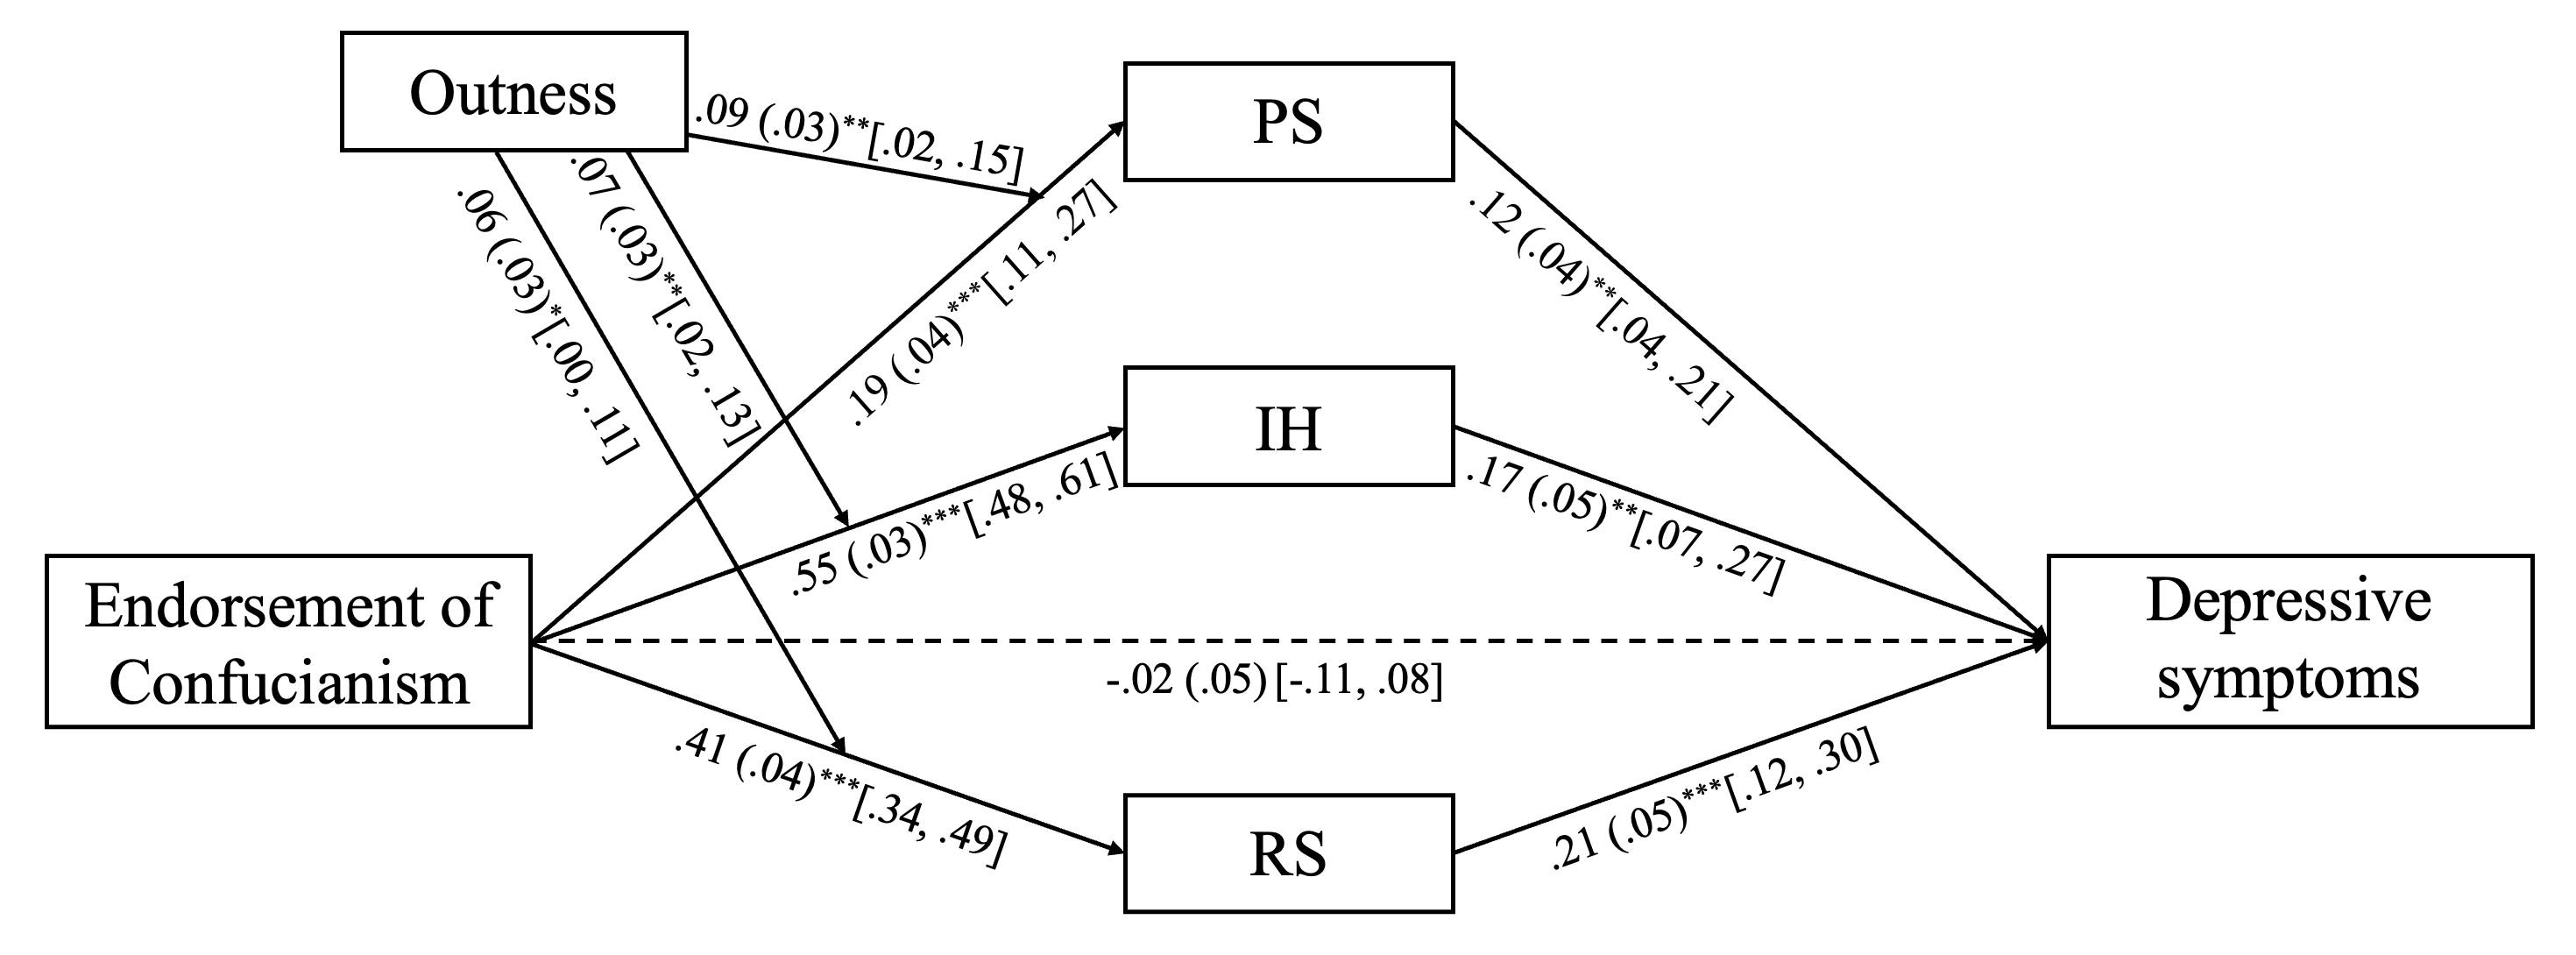 Outness
PS
.09 (.03)**[.02, .15]
.07 (.03)**[.02, .13]
.06 (.03)*[.00, .11]
.19 (.04)***[.11, .27]
.12 (.04)**[.04, .21]
IH
.55 (.03)***[.48, .61]
.17 (.05)**[.07, .27]
Endorsement of
Confucianism
-.02 (.05) [-.11, .08]
Depressive
symptoms
.41 (.04)***[.34, .49]
RS
.21 (.05)***[.12, .30]